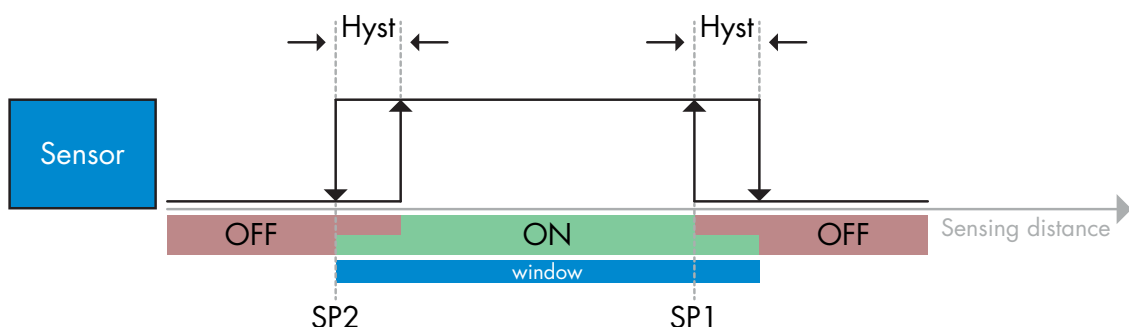 Hyst
Hyst
Sensor
OFF
ON
OFF
Sensing distance
window
SP2
SP1